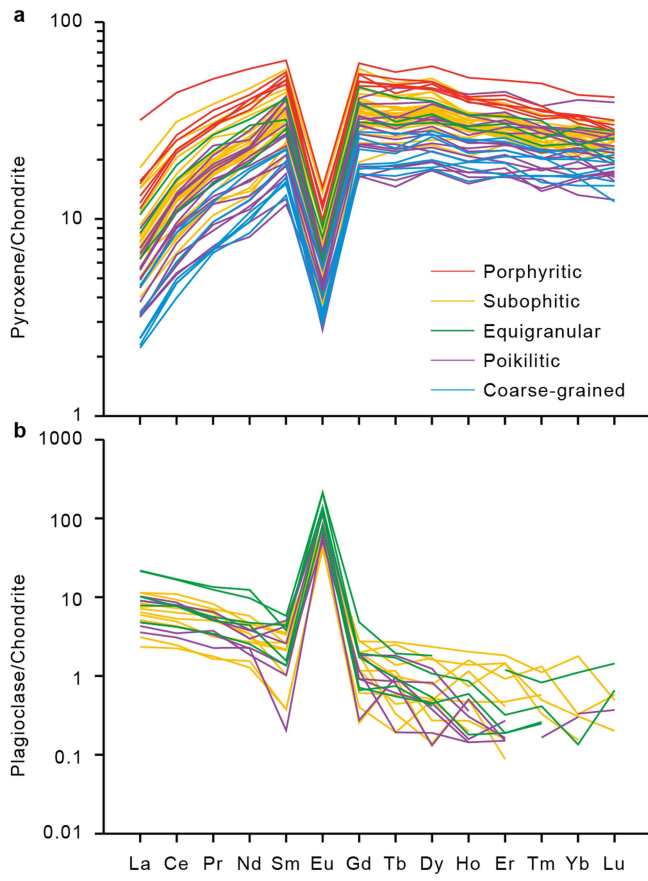 a
100
10
1
Pyroxene/Chondrite
Porphyritic
Subophitic
Equigranular
Poikilitic
Coarse-grained
b
1000
100
10
1
0.1
0.01
Plagioclase/Chondrite
La Ce Pr Nd Sm Eu Gd Tb Dy Ho Er Tm Yb Lu